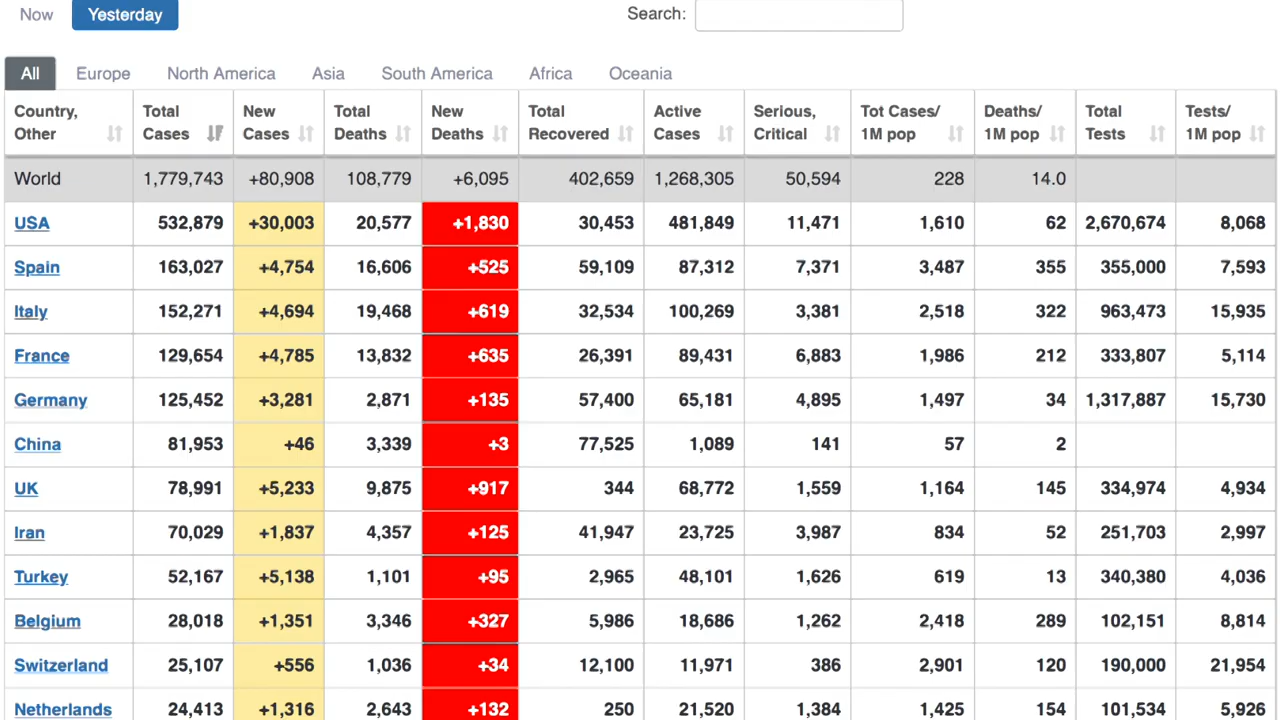 Now Yesterday Search:
All Europe North America Asia South America Africa Oceania
Country, Other Total Cases New Cases Total Deaths New Deaths Total Recovered Active Cases Serious, Critical Tot Cases/ 1M pop Deaths/ 1M pop Total Tests Tests/ 1M pop
World 1,779,743 +80,908 108,779 +6,095 402,659 1,268,305 50,594 228 14.0
USA 532,879 +30,003 20,577 +1,830 30,453 481,849 11,471 1,610 62 2,670,674 8,068
Spain 163,027 +4,754 16,606 +525 59,109 87,312 7,371 3,487 355 355,000 7,593
Italy 152,271 +4,694 19,468 +619 32,534 100,269 3,381 2,518 322 963,473 15,935
France 129,654 +4,785 13,832 +635 26,391 89,431 6,883 1,986 212 333,807 5,114
Germany 125,452 +3,281 2,871 +135 57,400 65,181 4,895 1,497 34 1,317,887 15,730
China 81,953 +46 3,339 +3 77,525 1,089 141 57 2
UK 78,991 +5,233 9,875 +917 344 68,772 1,559 1,164 145 334,974 4,934
Iran 70,029 +1,837 4,357 +125 41,947 23,725 3,987 834 52 251,703 2,997
Turkey 52,167 +5,138 1,101 +95 2,965 48,101 1,626 619 13 340,380 4,036
Belgium 28,018 +1,351 3,346 +327 5,986 18,686 1,262 2,418 289 102,151 8,814
Switzerland 25,107 +556 1,036 +34 12,100 11,971 386 2,901 120 190,000 21,954
Netherlands 24,413 +1,316 2,643 +132 250 21,520 1,384 1,425 154 101,534 5,926